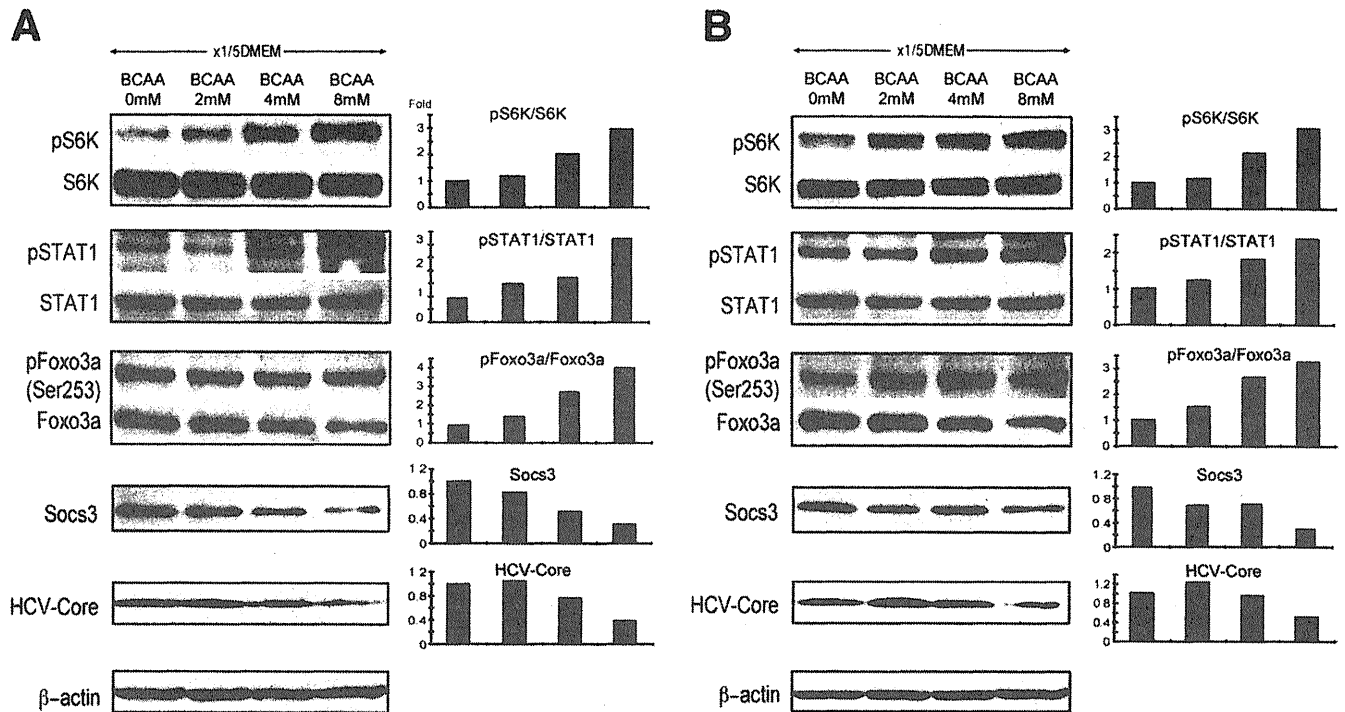 A
x1/5DMEM
BCAA 0mM BCAA 2mM BCAA 4mM BCAA 8mM
pS6K
S6K
Fold
pS6K/S6K
3
2
1
0
pSTAT1
STAT1
pSTAT1/STAT1
3
2
1
0
pFoxo3a
(Ser253)
Foxo3a
pFoxo3a/Foxo3a
4
3
2
1
0
Socs3
Socs3
1.2
0.8
0.4
0
HCV-Core
HCV-Core
1.2
0.8
0.4
0
β-actin
B
x1/5DMEM
BCAA 0mM BCAA 2mM BCAA 4mM BCAA 8mM
pS6K
S6K
pS6K/S6K
3
2
1
0
pSTAT1
STAT1
pSTAT1/STAT1
2
1
0
pFoxo3a
(Ser253)
Foxo3a
pFoxo3a/Foxo3a
3
2
1
0
Socs3
Socs3
1.2
0.8
0.4
0
HCV-Core
HCV-Core
1.2
0.8
0.4
0
β-actin